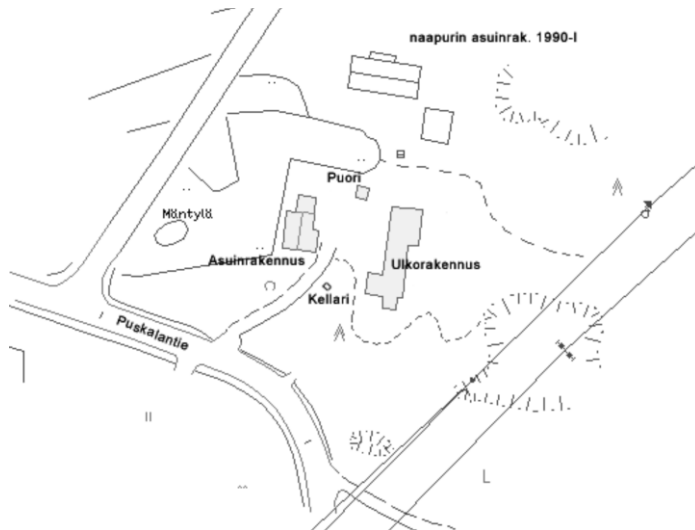 naapurin asuinrak. 1990-l
Puori
Mäntylä
Asuinrakennus
Ulkorakennus
Kellari
Puskalantie
L